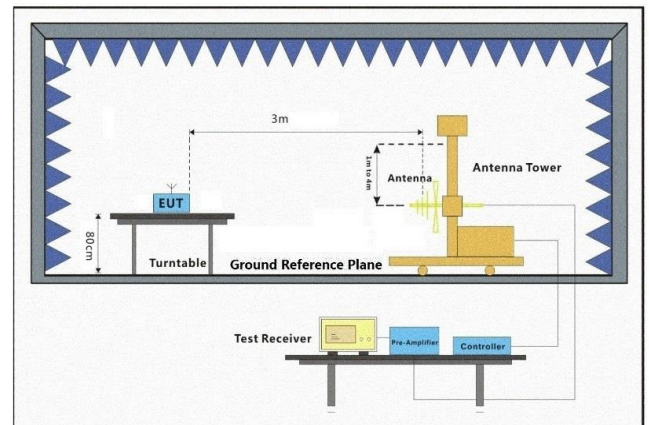 3m
1m to 4m
Antenna
Antenna Tower
EUT
80cm
Turntable
Ground Reference Plane
Test Receiver
Pre-Amplifier
Controller